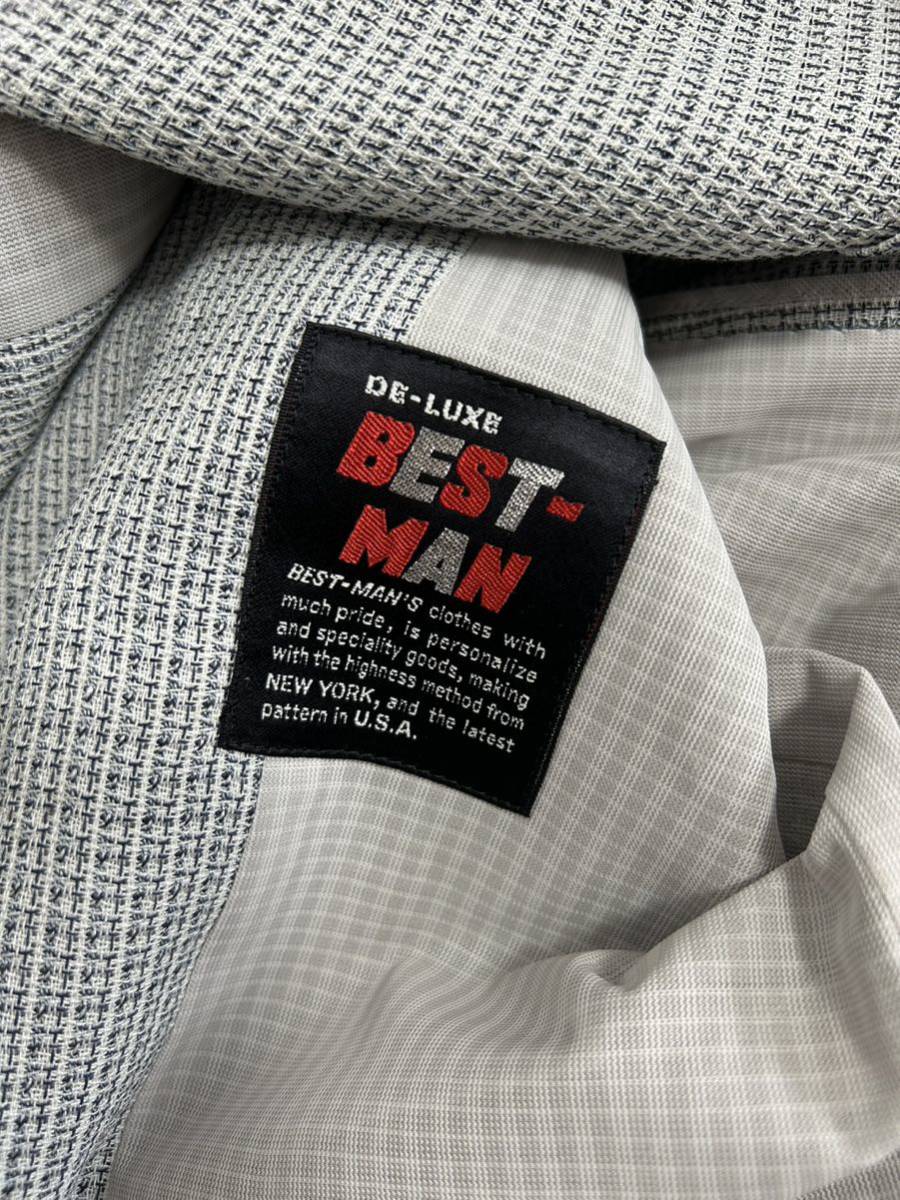 DE-LUXE
BEST-
MAN
BEST-MAN'S clothes with
much pride, is personalize
and speciality goods, making
with the highness method from
NEW YORK, and the latest
pattern in U.S.A.